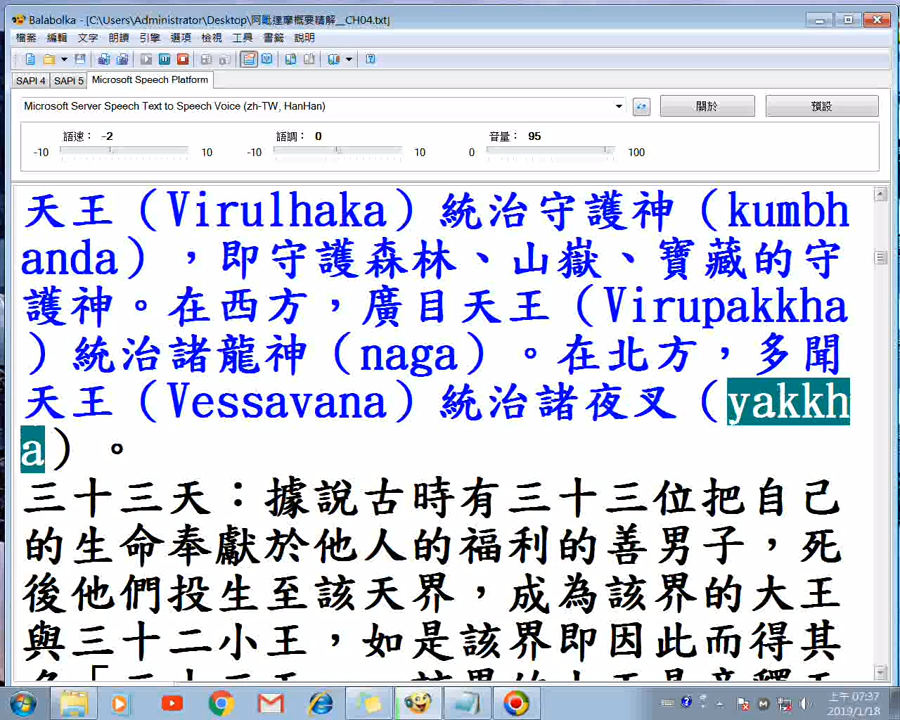 Balabolka - [C:\Users\Administrator\Desktop\阿毗達摩概要精解__CH04.txt]
檔案 編輯 文字 朗讀 引擎 選項 檢視 工具 書籤 說明
SAPI 4 SAPI 5 Microsoft Speech Platform
Microsoft Server Speech Text to Speech Voice (zh-TW, HanHan) 關於 預設
語速： -2 語調： 0 音量： 95
-10 10 -10 10 0 100
天王（Virulhaka）統治守護神（kumbh
anda），即守護森林、山嶽、寶藏的守
護神。在西方，廣目天王（Virupakkha
）統治諸龍神（naga）。在北方，多聞
天王（Vessavana）統治諸夜叉（yakkh
a）。
三十三天：據說古時有三十三位把自己
的生命奉獻於他人的福利的善男子，死
後他們投生至該天界，成為該界的大王
與三十二小王，如是該界即因此而得其
上午 07:37
2019/1/18